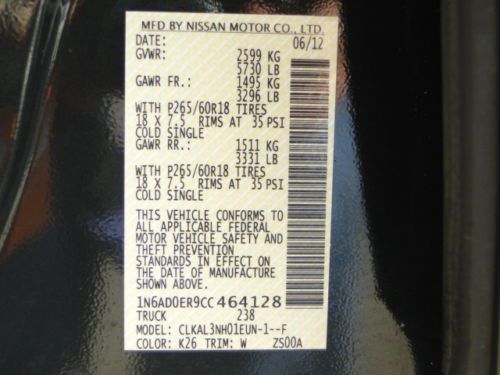 MFD BY NISSAN MOTOR CO., LTD.
DATE: 06/12
GVWR: 2599 KG
5730 LB
GAWR FR.: 1495 KG
3296 LB
WITH P265/60R18 TIRES
18 X 7.5 RIMS AT 35 PSI
COLD SINGLE
GAWR RR.: 1511 KG
3331 LB
WITH P265/60R18 TIRES
18 X 7.5 RIMS AT 35 PSI
COLD SINGLE
THIS VEHICLE CONFORMS TO
ALL APPLICABLE FEDERAL
MOTOR VEHICLE SAFETY AND
THEFT PREVENTION
STANDARDS IN EFFECT ON
THE DATE OF MANUFACTURE
SHOWN ABOVE.
1N6AD0ER9CC464128
TRUCK 238
MODEL: CLKAL3NH01EUN-1--F
COLOR: K26 TRIM: W ZS00A